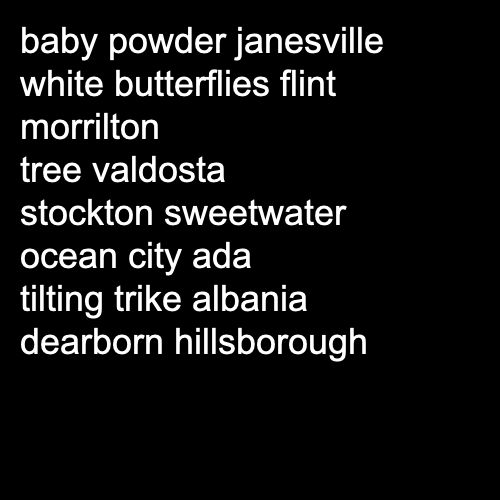 baby powder janesville
white butterflies flint
morrilton
tree valdosta
stockton sweetwater
ocean city ada
tilting trike albania
dearborn hillsborough